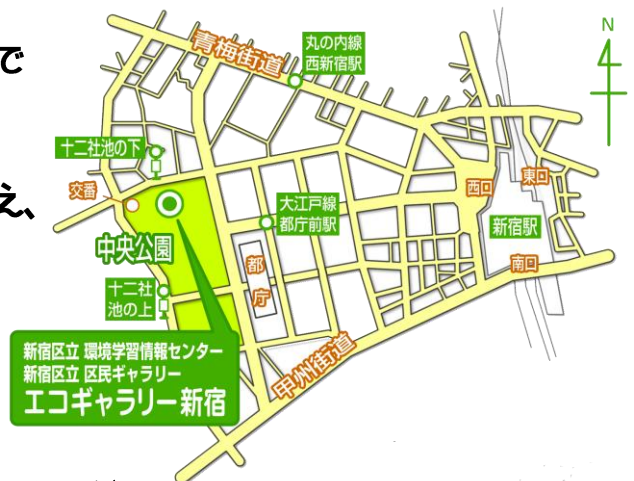 で
え、
N
青梅街道
丸の内線
西新宿駅
十二社池の下
交番
中央公園
大江戸線
都庁前駅
都
庁
西口
東口
新宿駅
南口
十二社
池の上
甲州街道
新宿区立 環境学習情報センター
新宿区立 区民ギャラリー
エコギャラリー新宿